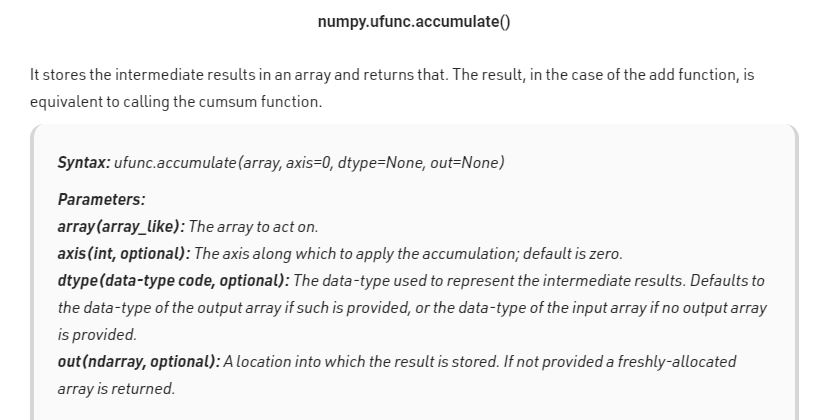 numpy.ufunc.accumulate()
It stores the intermediate results in an array and returns that. The result, in the case of the add function, is
equivalent to calling the cumsum function.
Syntax: ufunc.accumulate(array, axis=0, dtype=None, out=None)
Parameters:
array(array_like): The array to act on.
axis(int, optional): The axis along which to apply the accumulation; default is zero.
dtype(data-type code, optional): The data-type used to represent the intermediate results. Defaults to
the data-type of the output array if such is provided, or the data-type of the input array if no output array
is provided.
out(ndarray, optional): A location into which the result is stored. If not provided a freshly-allocated
array is returned.